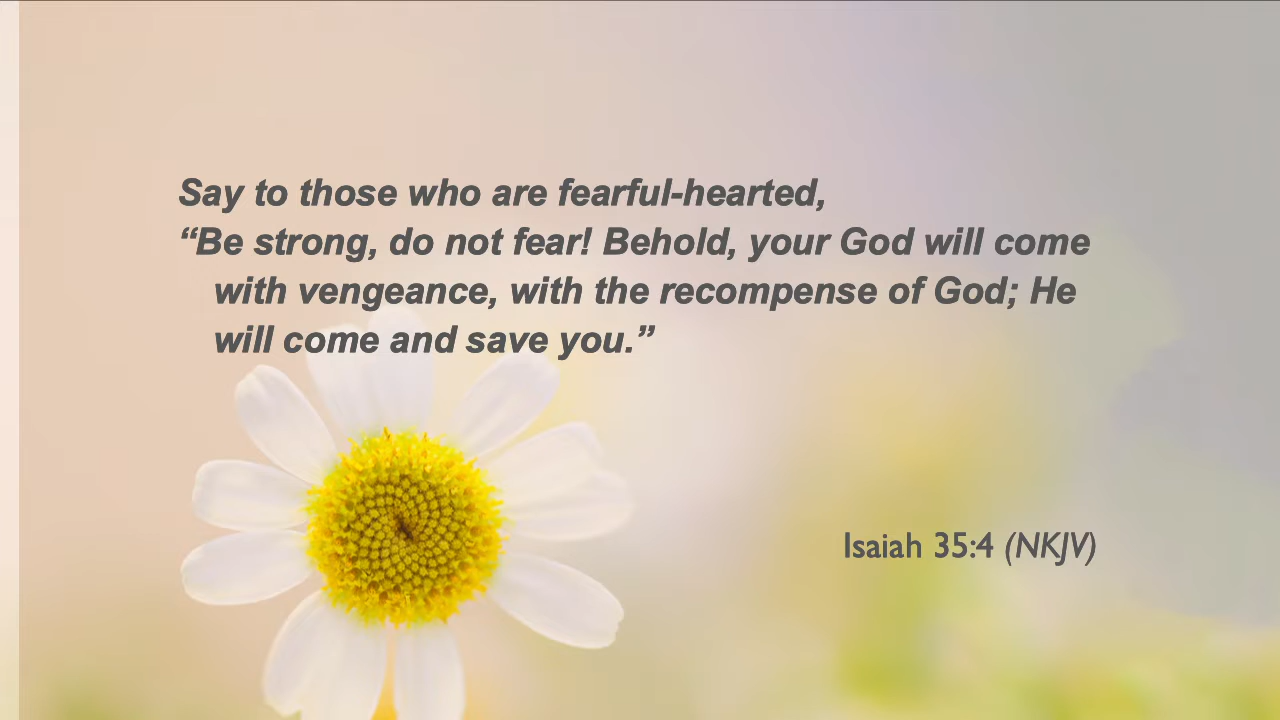 Say to those who are fearful-hearted,
“Be strong, do not fear! Behold, your God will come
with vengeance, with the recompense of God; He
will come and save you.”
Isaiah 35:4 (NKJV)